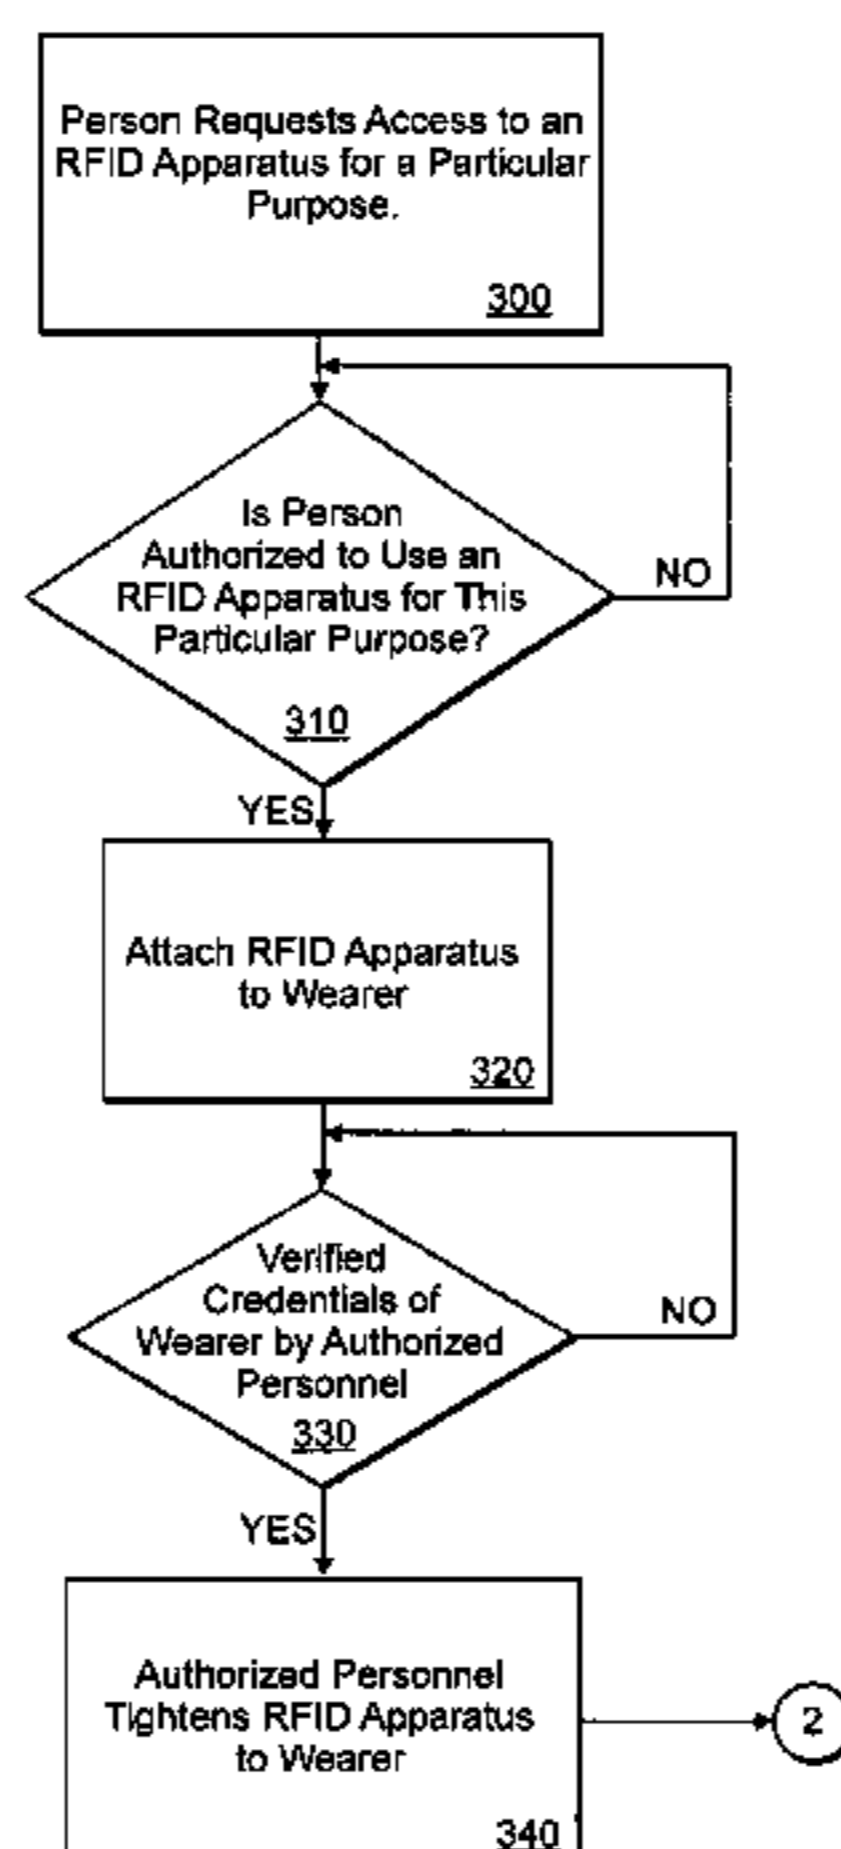 Person Requests Access to an
RFID Apparatus for a Particular
Purpose.
300
Is Person
Authorized to Use an
RFID Apparatus for This
Particular Purpose?
NO
310
YES
Attach RFID Apparatus
to Wearer
320
Verified
Credentials of
Wearer by Authorized
Personnel
NO
330
YES
Authorized Personnel
Tightens RFID Apparatus
to Wearer
2
340